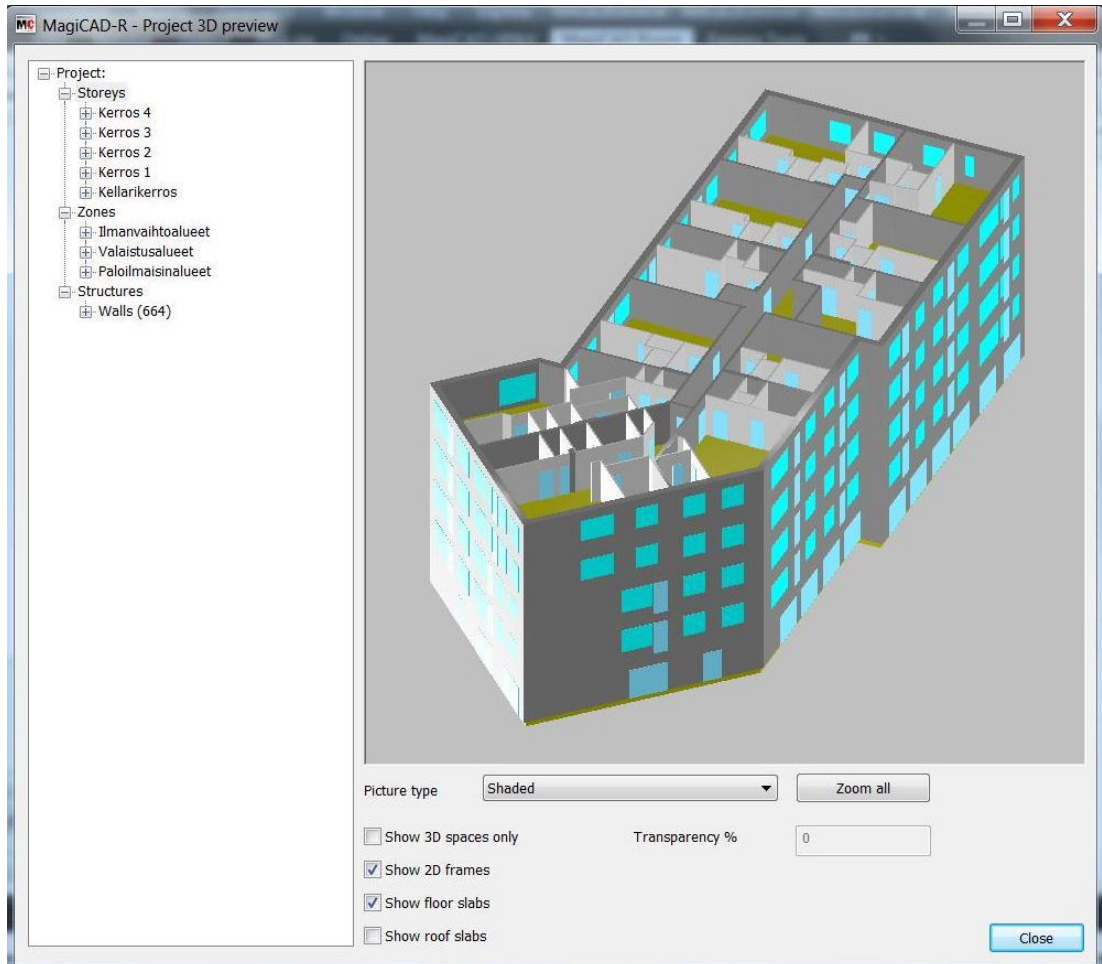 MC MagiCAD-R - Project 3D preview
Project:
Storeys
Kerros 4
Kerros 3
Kerros 2
Kerros 1
Kellarikerros
Zones
Ilmanvaihtoalueet
Valaistusalueet
Paloilmaisinalueet
Structures
Walls (664)
Picture type Shaded Zoom all
Show 3D spaces only Transparency % 0
Show 2D frames
Show floor slabs
Show roof slabs
Close